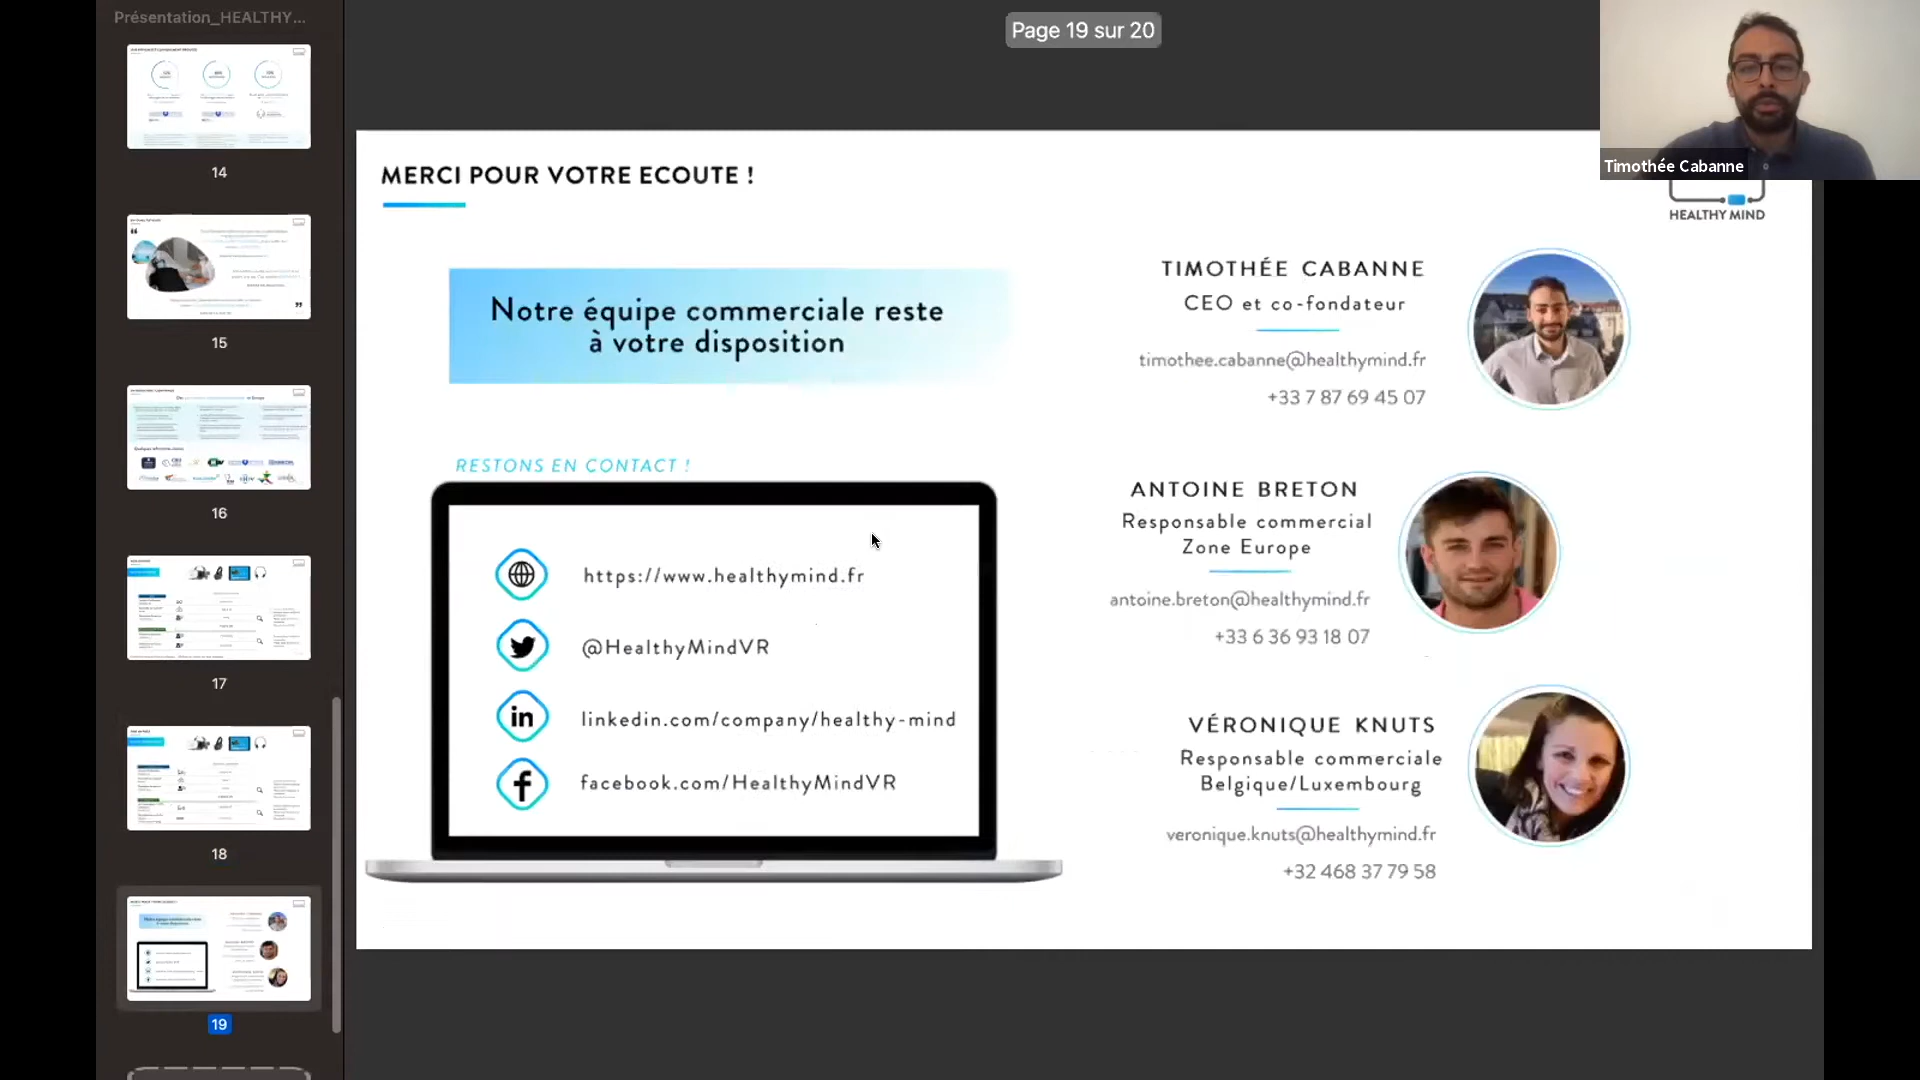 Présentation_HEALTHY...
14
15
16
17
18
19
Page 19 sur 20
Timothée Cabanne
HEALTHY MIND
MERCI POUR VOTRE ECOUTE !
Notre équipe commerciale reste
à votre disposition
RESTONS EN CONTACT !
https://www.healthymind.fr
@HealthyMindVR
linkedin.com/company/healthy-mind
facebook.com/HealthyMindVR
TIMOTHÉE CABANNE
CEO et co-fondateur
timothee.cabanne@healthymind.fr
+33 7 87 69 45 07
ANTOINE BRETON
Responsable commercial
Zone Europe
antoine.breton@healthymind.fr
+33 6 36 93 18 07
VÉRONIQUE KNUTS
Responsable commerciale
Belgique/Luxembourg
veronique.knuts@healthymind.fr
+32 468 37 79 58